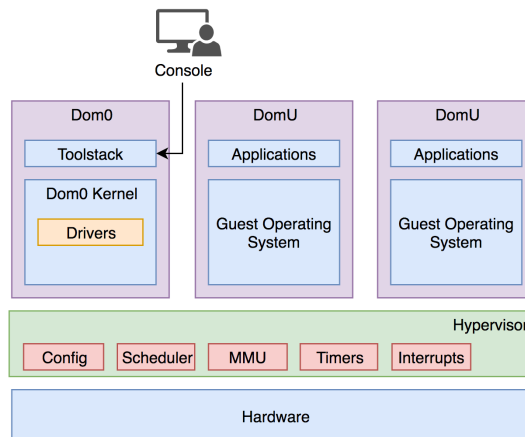 Console
Dom0
DomU
DomU
Toolstack
Applications
Applications
Dom0 Kernel
Drivers
Guest Operating
System
Guest Operating
System
Hypervisor
Config
Scheduler
MMU
Timers
Interrupts
Hardware